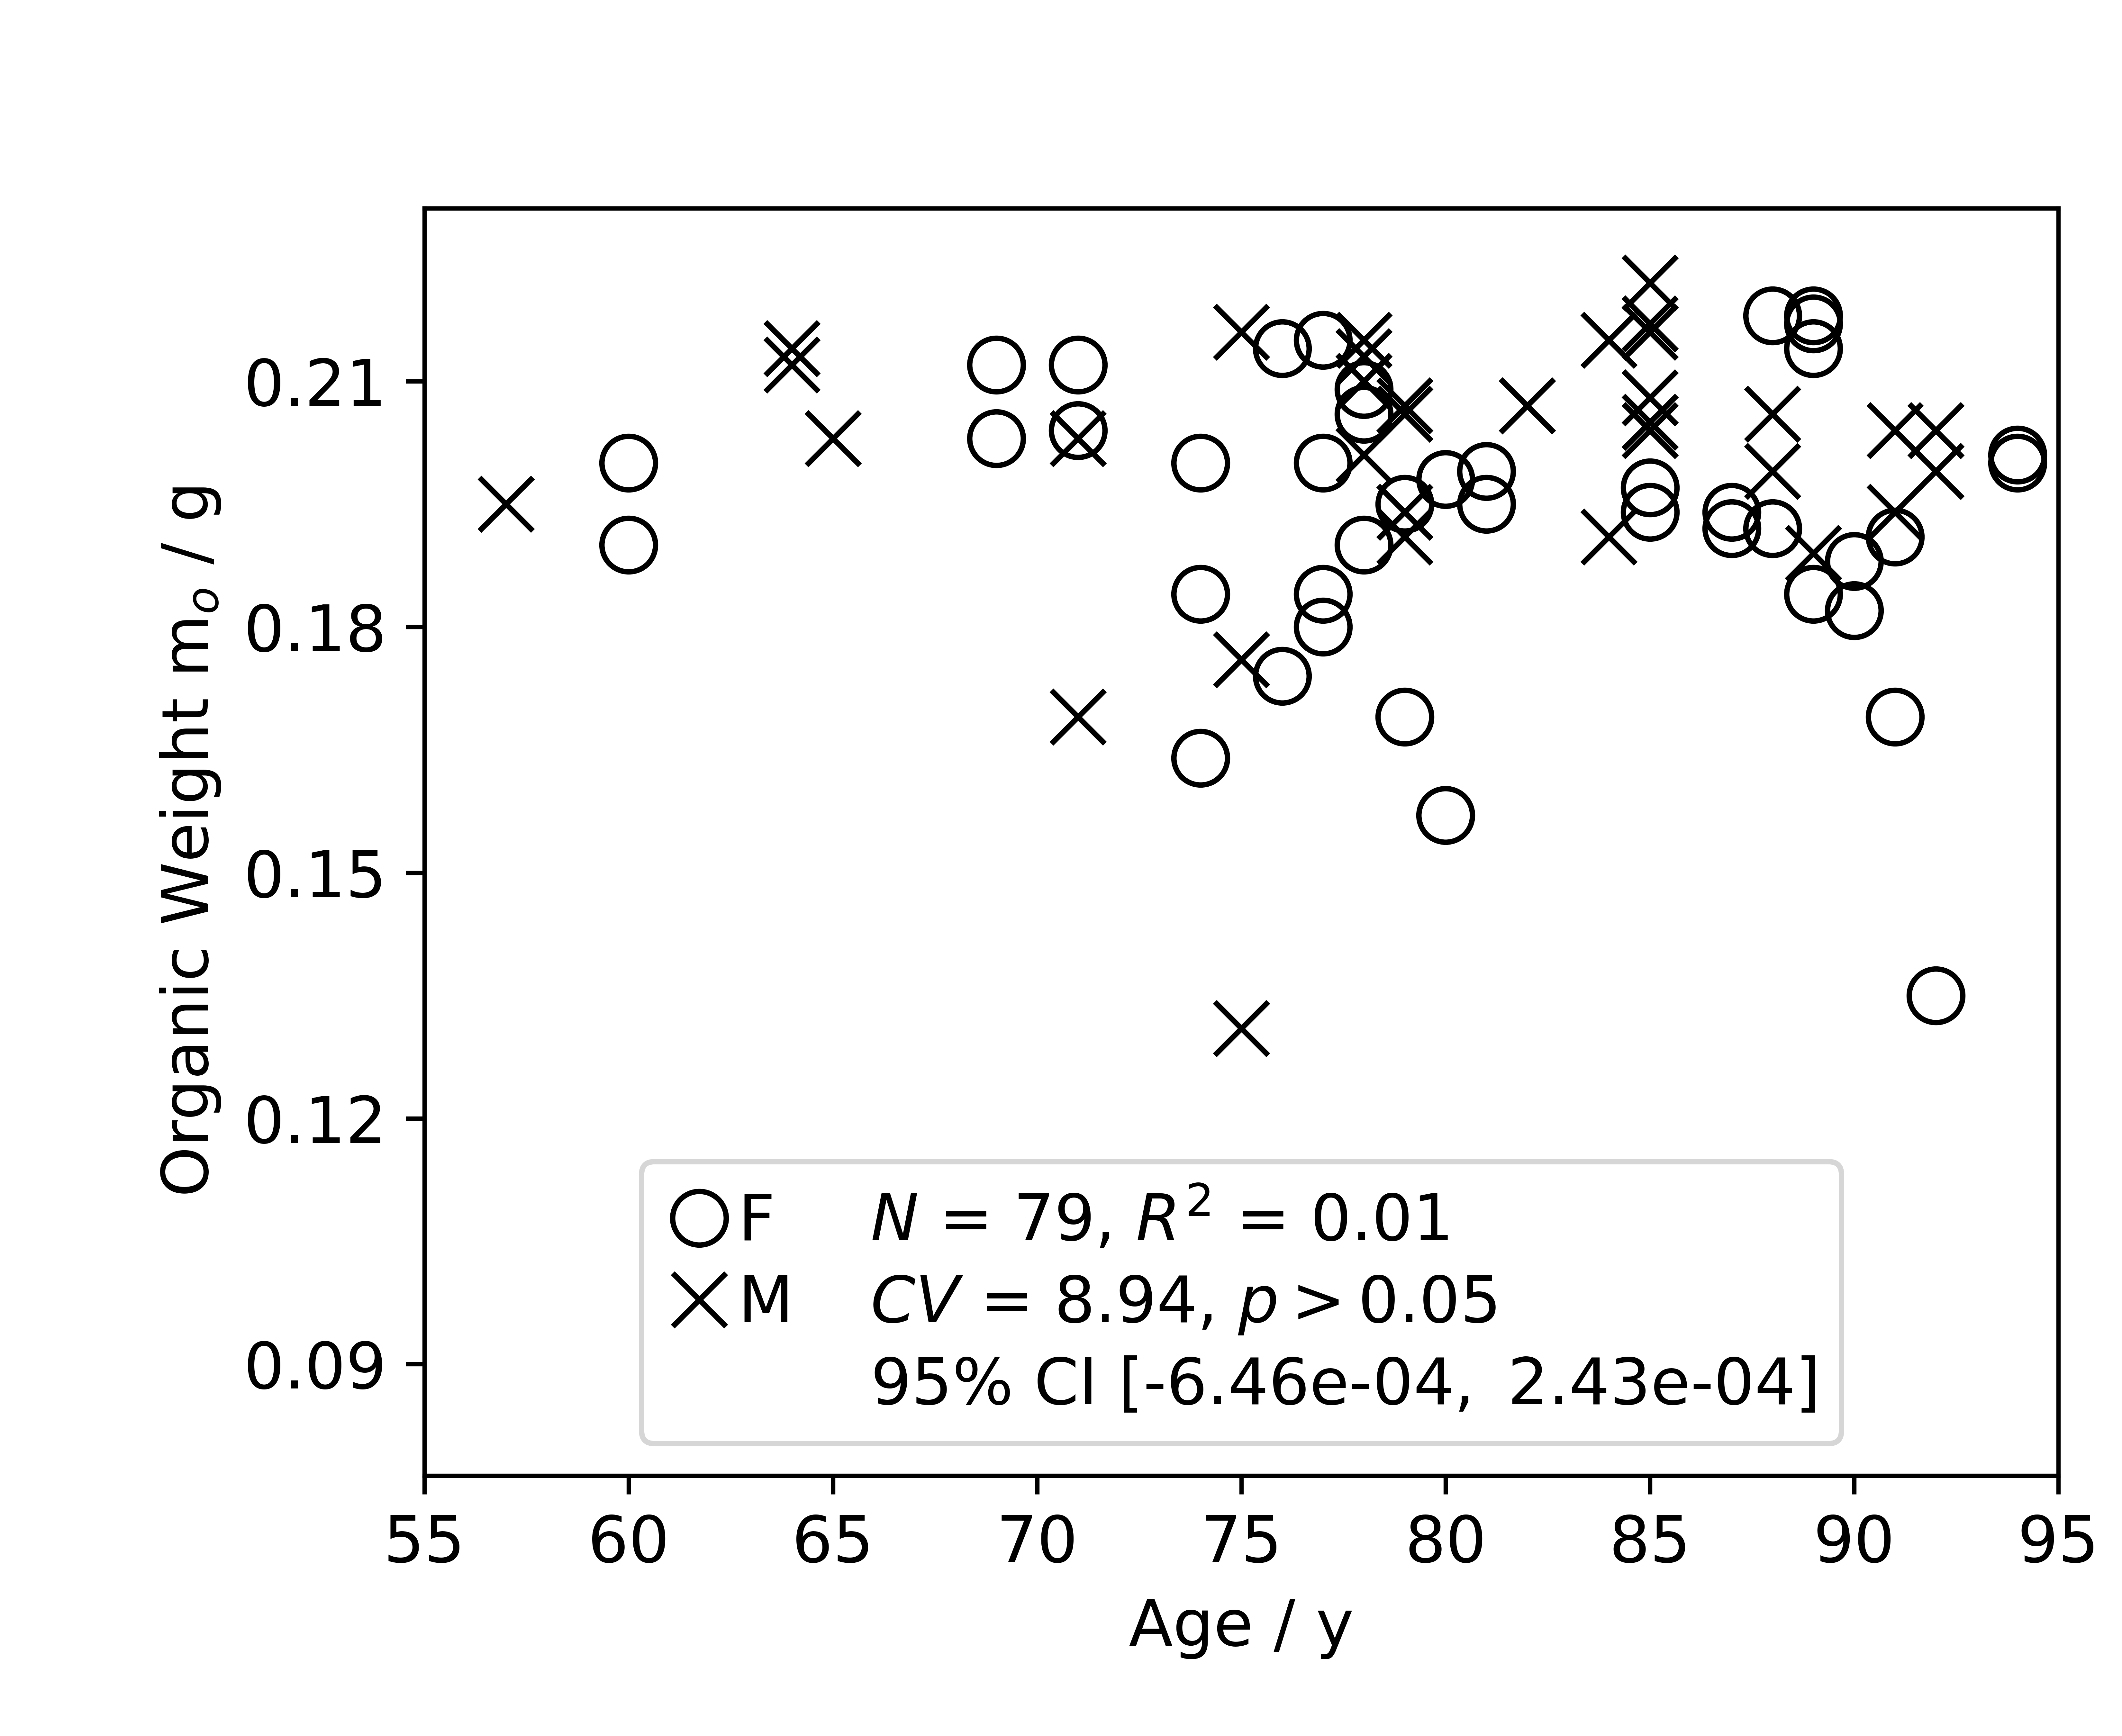 Organic Weight mₒ / g
0.21
0.18
0.15
0.12
0.09
F N = 79, R² = 0.01
M CV = 8.94, p > 0.05
95% CI [-6.46e-04, 2.43e-04]
55 60 65 70 75 80 85 90 95
Age / y